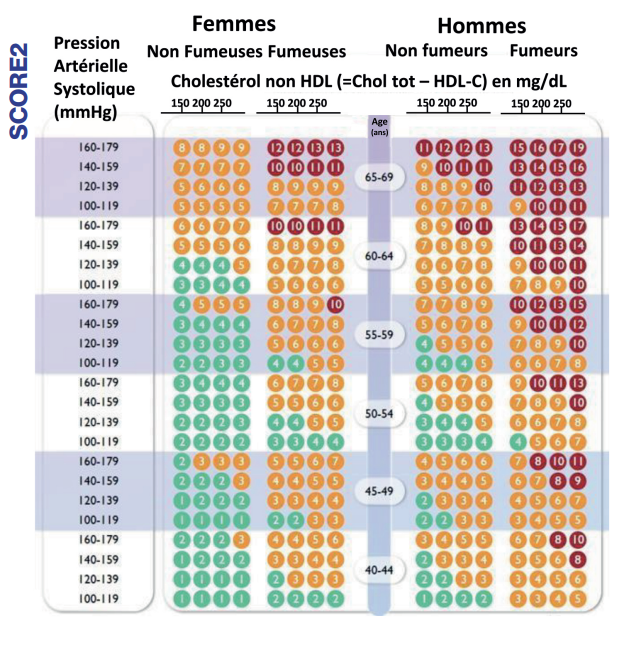 SCORE2
Pression
Artérielle
Systolique
(mmHg)
Femmes
Hommes
Non Fumeuses Fumeuses
Non fumeurs Fumeurs
Cholestérol non HDL (=Chol tot – HDL-C) en mg/dL
150 200 250 150 200 250 150 200 250 150 200 250
Age
(ans)
160-179 8 8 9 9 12 12 13 13 11 12 12 13 15 16 17 19
140-159 7 7 7 7 10 10 11 11 9 10 11 11 13 14 15 16
65-69
120-139 5 6 6 6 8 9 9 9 8 8 9 10 11 12 13 13
100-119 5 5 5 5 7 7 7 8 6 7 7 8 9 10 11 11
160-179 6 6 7 7 10 10 11 11 8 9 10 11 13 14 15 17
140-159 5 5 5 6 8 8 9 9 7 8 8 9 10 11 13 14
60-64
120-139 4 4 4 5 6 7 7 8 6 6 7 8 9 10 10 11
100-119 3 3 4 4 5 6 6 6 5 5 6 6 7 8 9 10
160-179 4 5 5 5 8 8 9 10 7 7 8 9 10 12 13 15
140-159 3 4 4 4 6 7 7 8 5 6 7 8 9 10 11 12
55-59
120-139 3 3 3 3 5 6 6 6 4 5 5 6 7 8 9 10
100-119 2 2 3 3 4 4 5 5 4 4 4 5 6 6 7 8
160-179 3 4 4 4 6 7 7 8 5 6 7 8 9 10 11 13
140-159 3 3 3 3 5 5 6 6 4 5 5 6 7 8 9 10
50-54
120-139 2 2 2 3 4 4 5 5 3 4 4 5 6 6 7 8
100-119 2 2 2 2 3 3 4 4 3 3 3 4 4 5 6 7
160-179 2 3 3 3 5 5 6 7 4 5 6 6 7 8 10 11
140-159 2 2 2 3 4 4 5 5 3 4 4 5 6 7 8 9
45-49
120-139 1 2 2 2 3 3 4 4 2 3 3 4 4 5 6 7
100-119 1 1 1 1 2 2 3 3 2 2 3 3 3 4 5 5
160-179 2 2 2 3 4 4 5 6 3 4 4 5 6 7 8 10
140-159 1 2 2 2 3 3 4 4 2 3 3 4 5 5 6 8
40-44
120-139 1 1 1 1 2 3 3 3 2 2 3 3 3 4 5 6
100-119 1 1 1 1 2 2 2 2 1 2 2 2 3 3 4 5